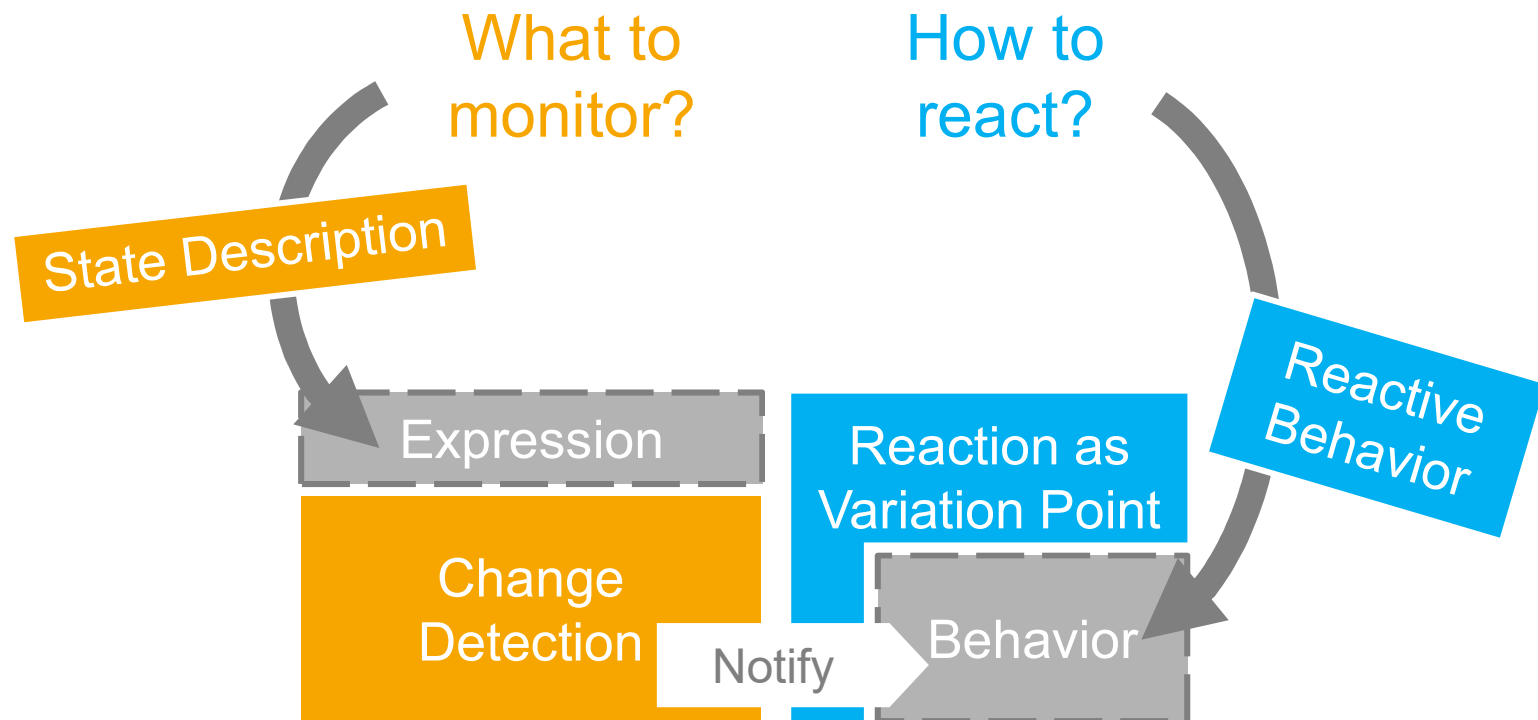 What to
monitor?
How to
react?
State Description
Reactive
Behavior
Expression
Reaction as
Variation Point
Change
Detection
Notify
Behavior